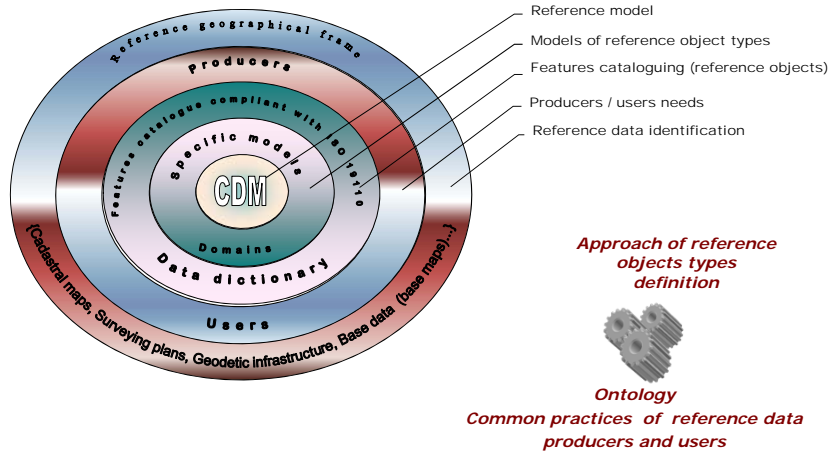 Reference model
Models of reference object types
Features cataloguing (reference objects)
Producers / users needs
Reference data identification
Reference geographical frame
Producers
Features catalogue compliant with ISO 19110
Specific models
CDM
Domains
Data dictionary
Users
{Cadastral maps, Surveying plans, Geodetic infrastructure, Base data (base maps)...}
Approach of reference
objects types
definition
Ontology
Common practices of reference data
producers and users